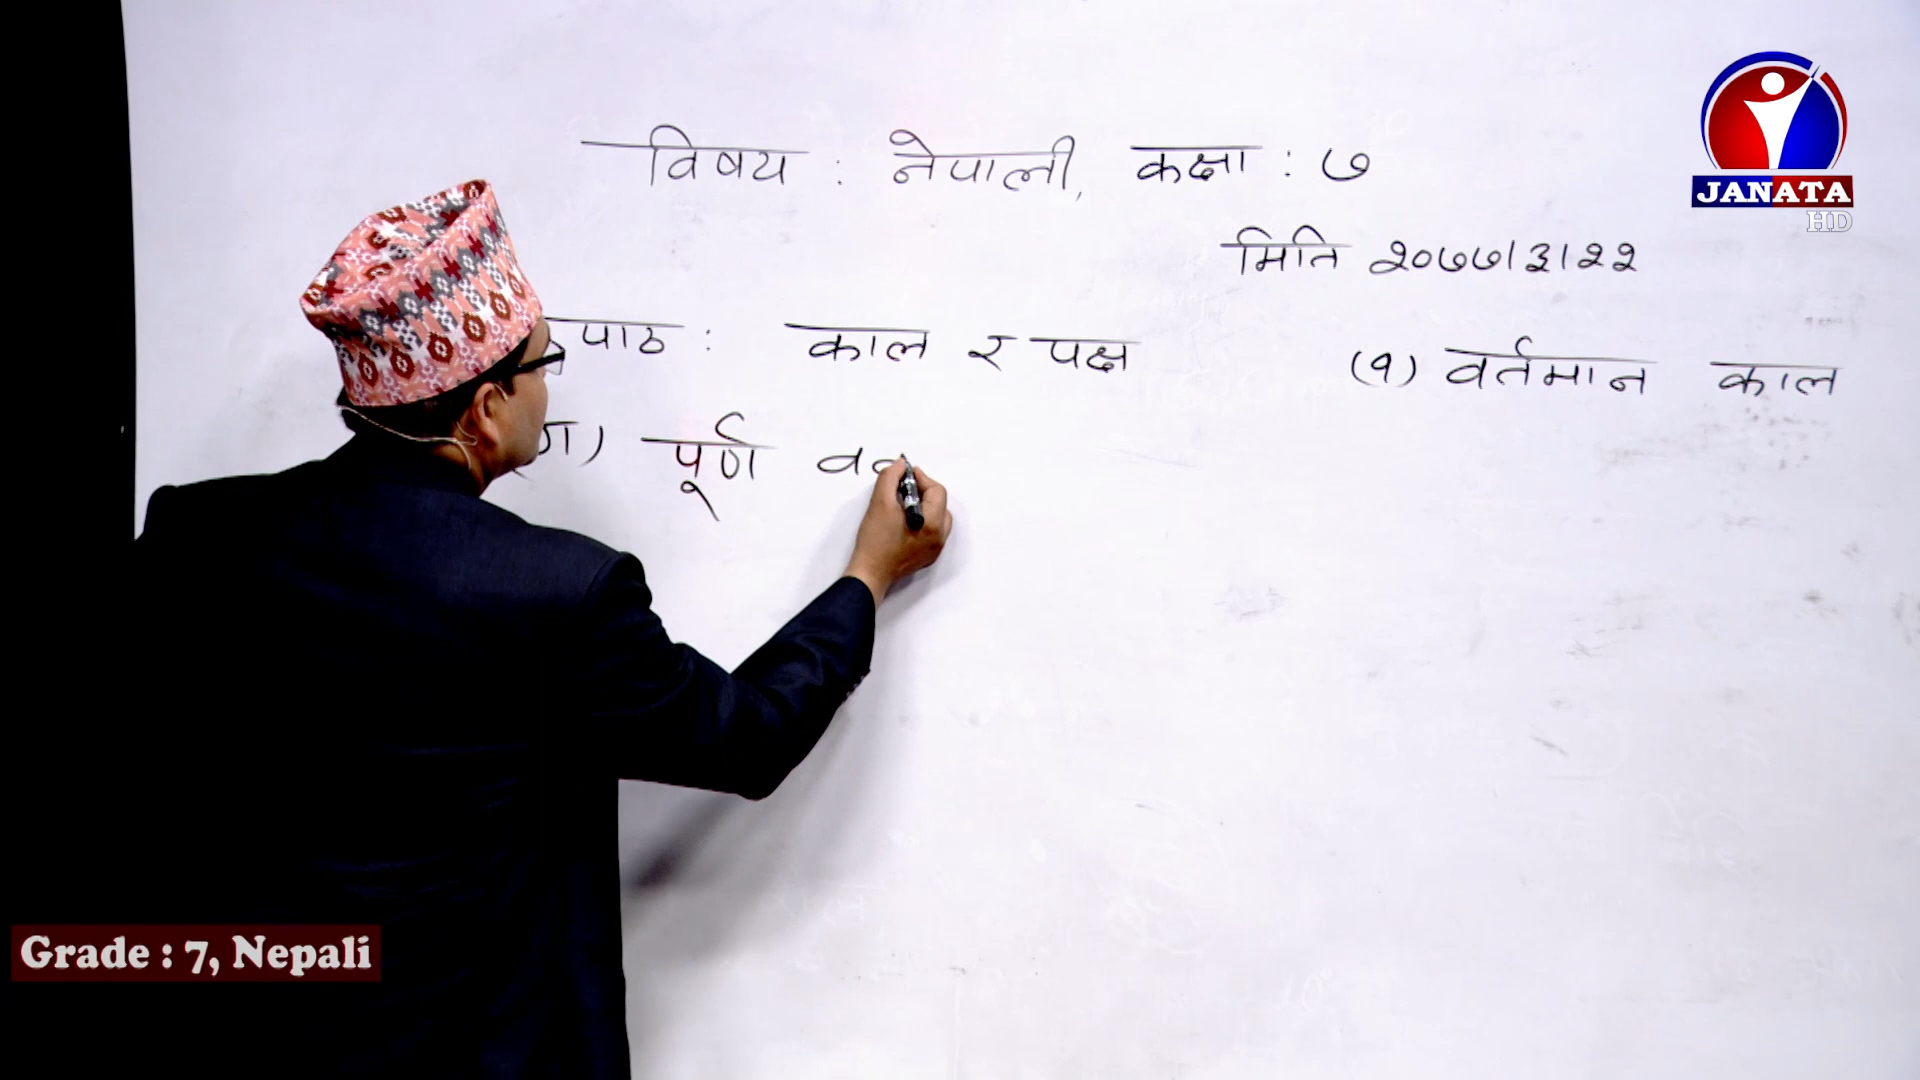 JANATA
HD
विषय : नेपाली, कक्षा : ७
मिति २०७७/३/२२
पाठ : काल र पक्ष
(१) वर्तमान काल
पूर्ण
Grade : 7, Nepali